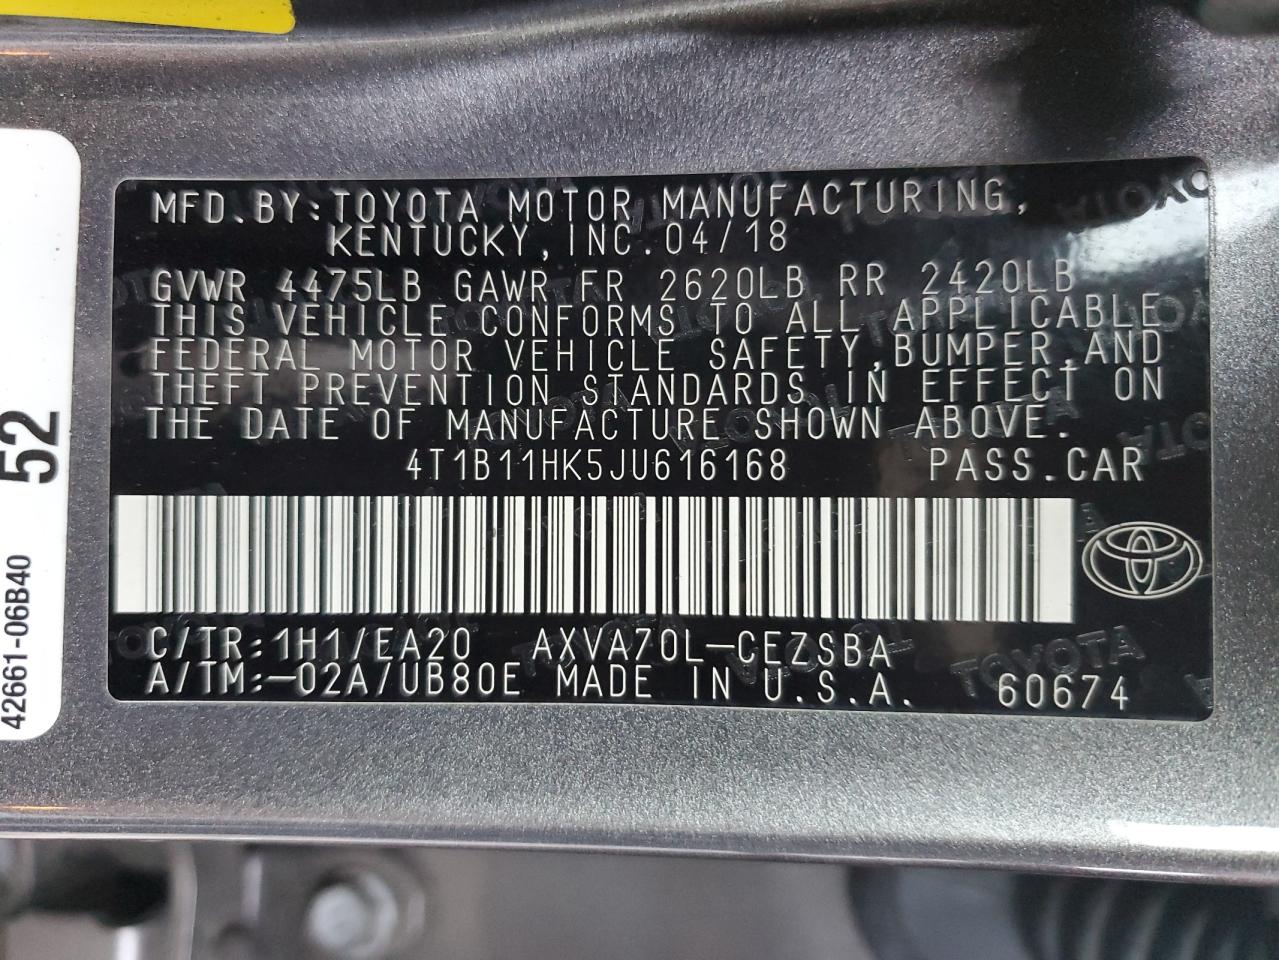 MFD.BY:TOYOTA MOTOR MANUFACTURING,
KENTUCKY, INC. 04/18
GVWR 4475LB GAWR FR 2620LB RR 2420LB
THIS VEHICLE CONFORMS TO ALL APPLICABLE
FEDERAL MOTOR VEHICLE SAFETY, BUMPER, AND
THEFT PREVENTION STANDARDS IN EFFECT ON
THE DATE OF MANUFACTURE SHOWN ABOVE.
4T1B11HK5JU616168 PASS.CAR
C/TR:1H1/EA20 AXVA70L-CEZSBA
A/TM:-02A/UB80E MADE IN U.S.A. 60674
TOYOTA
52
42661-06B40